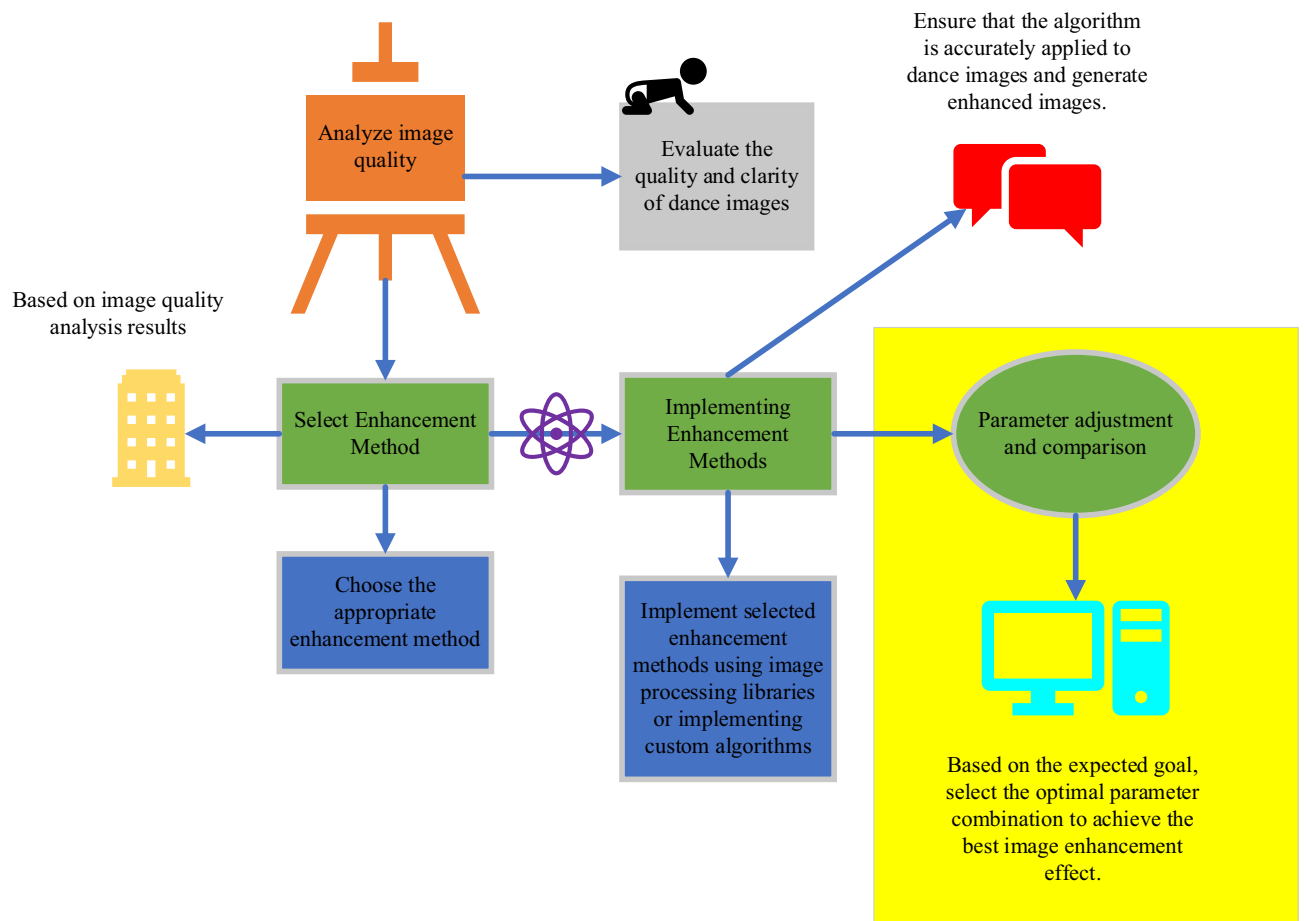 Ensure that the algorithm
is accurately applied to
dance images and generate
enhanced images.
Analyze image
quality
Evaluate the
quality and clarity
of dance images
Based on image quality
analysis results
Select Enhancement
Method
Implementing
Enhancement
Methods
Parameter adjustment
and comparison
Choose the
appropriate
enhancement method
Implement selected
enhancement
methods using image
processing libraries
or implementing
custom algorithms
Based on the expected goal,
select the optimal parameter
combination to achieve the
best image enhancement
effect.